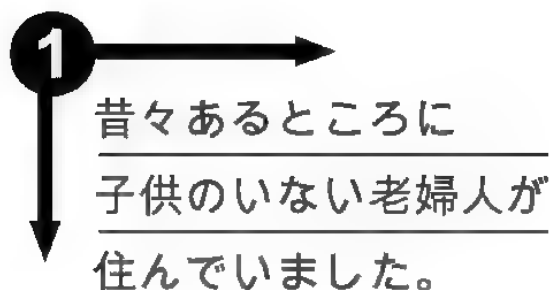 1
昔々あるところに
子供のいない老婦人が
住んでいました。